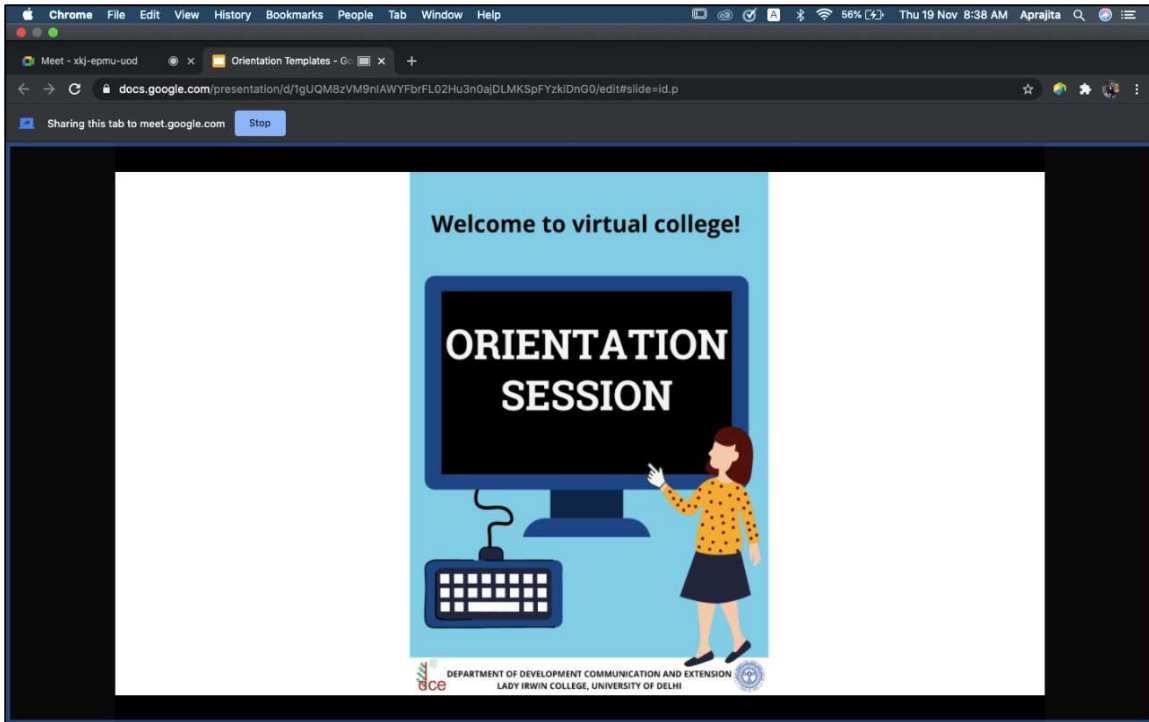 Chrome File Edit View History Bookmarks People Tab Window Help A 56% Thu 19 Nov 8:38 AM Aprajita
Meet - xkj-epmu-uod Orientation Templates - Go
docs.google.com/presentation/d/1gUQM8zVM9nIAWYFbrFL02Hu3n0ajDLMKSpFYzkiDnG0/edit#slide=id.p
Sharing this tab to meet.google.com Stop
Welcome to virtual college!
ORIENTATION
SESSION
dce
DEPARTMENT OF DEVELOPMENT COMMUNICATION AND EXTENSION
LADY IRWIN COLLEGE, UNIVERSITY OF DELHI